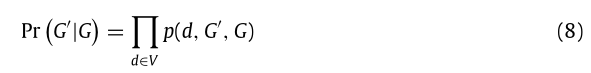 Pr (G′|G) = ∏ p(d, G′, G) (8)
d∈V